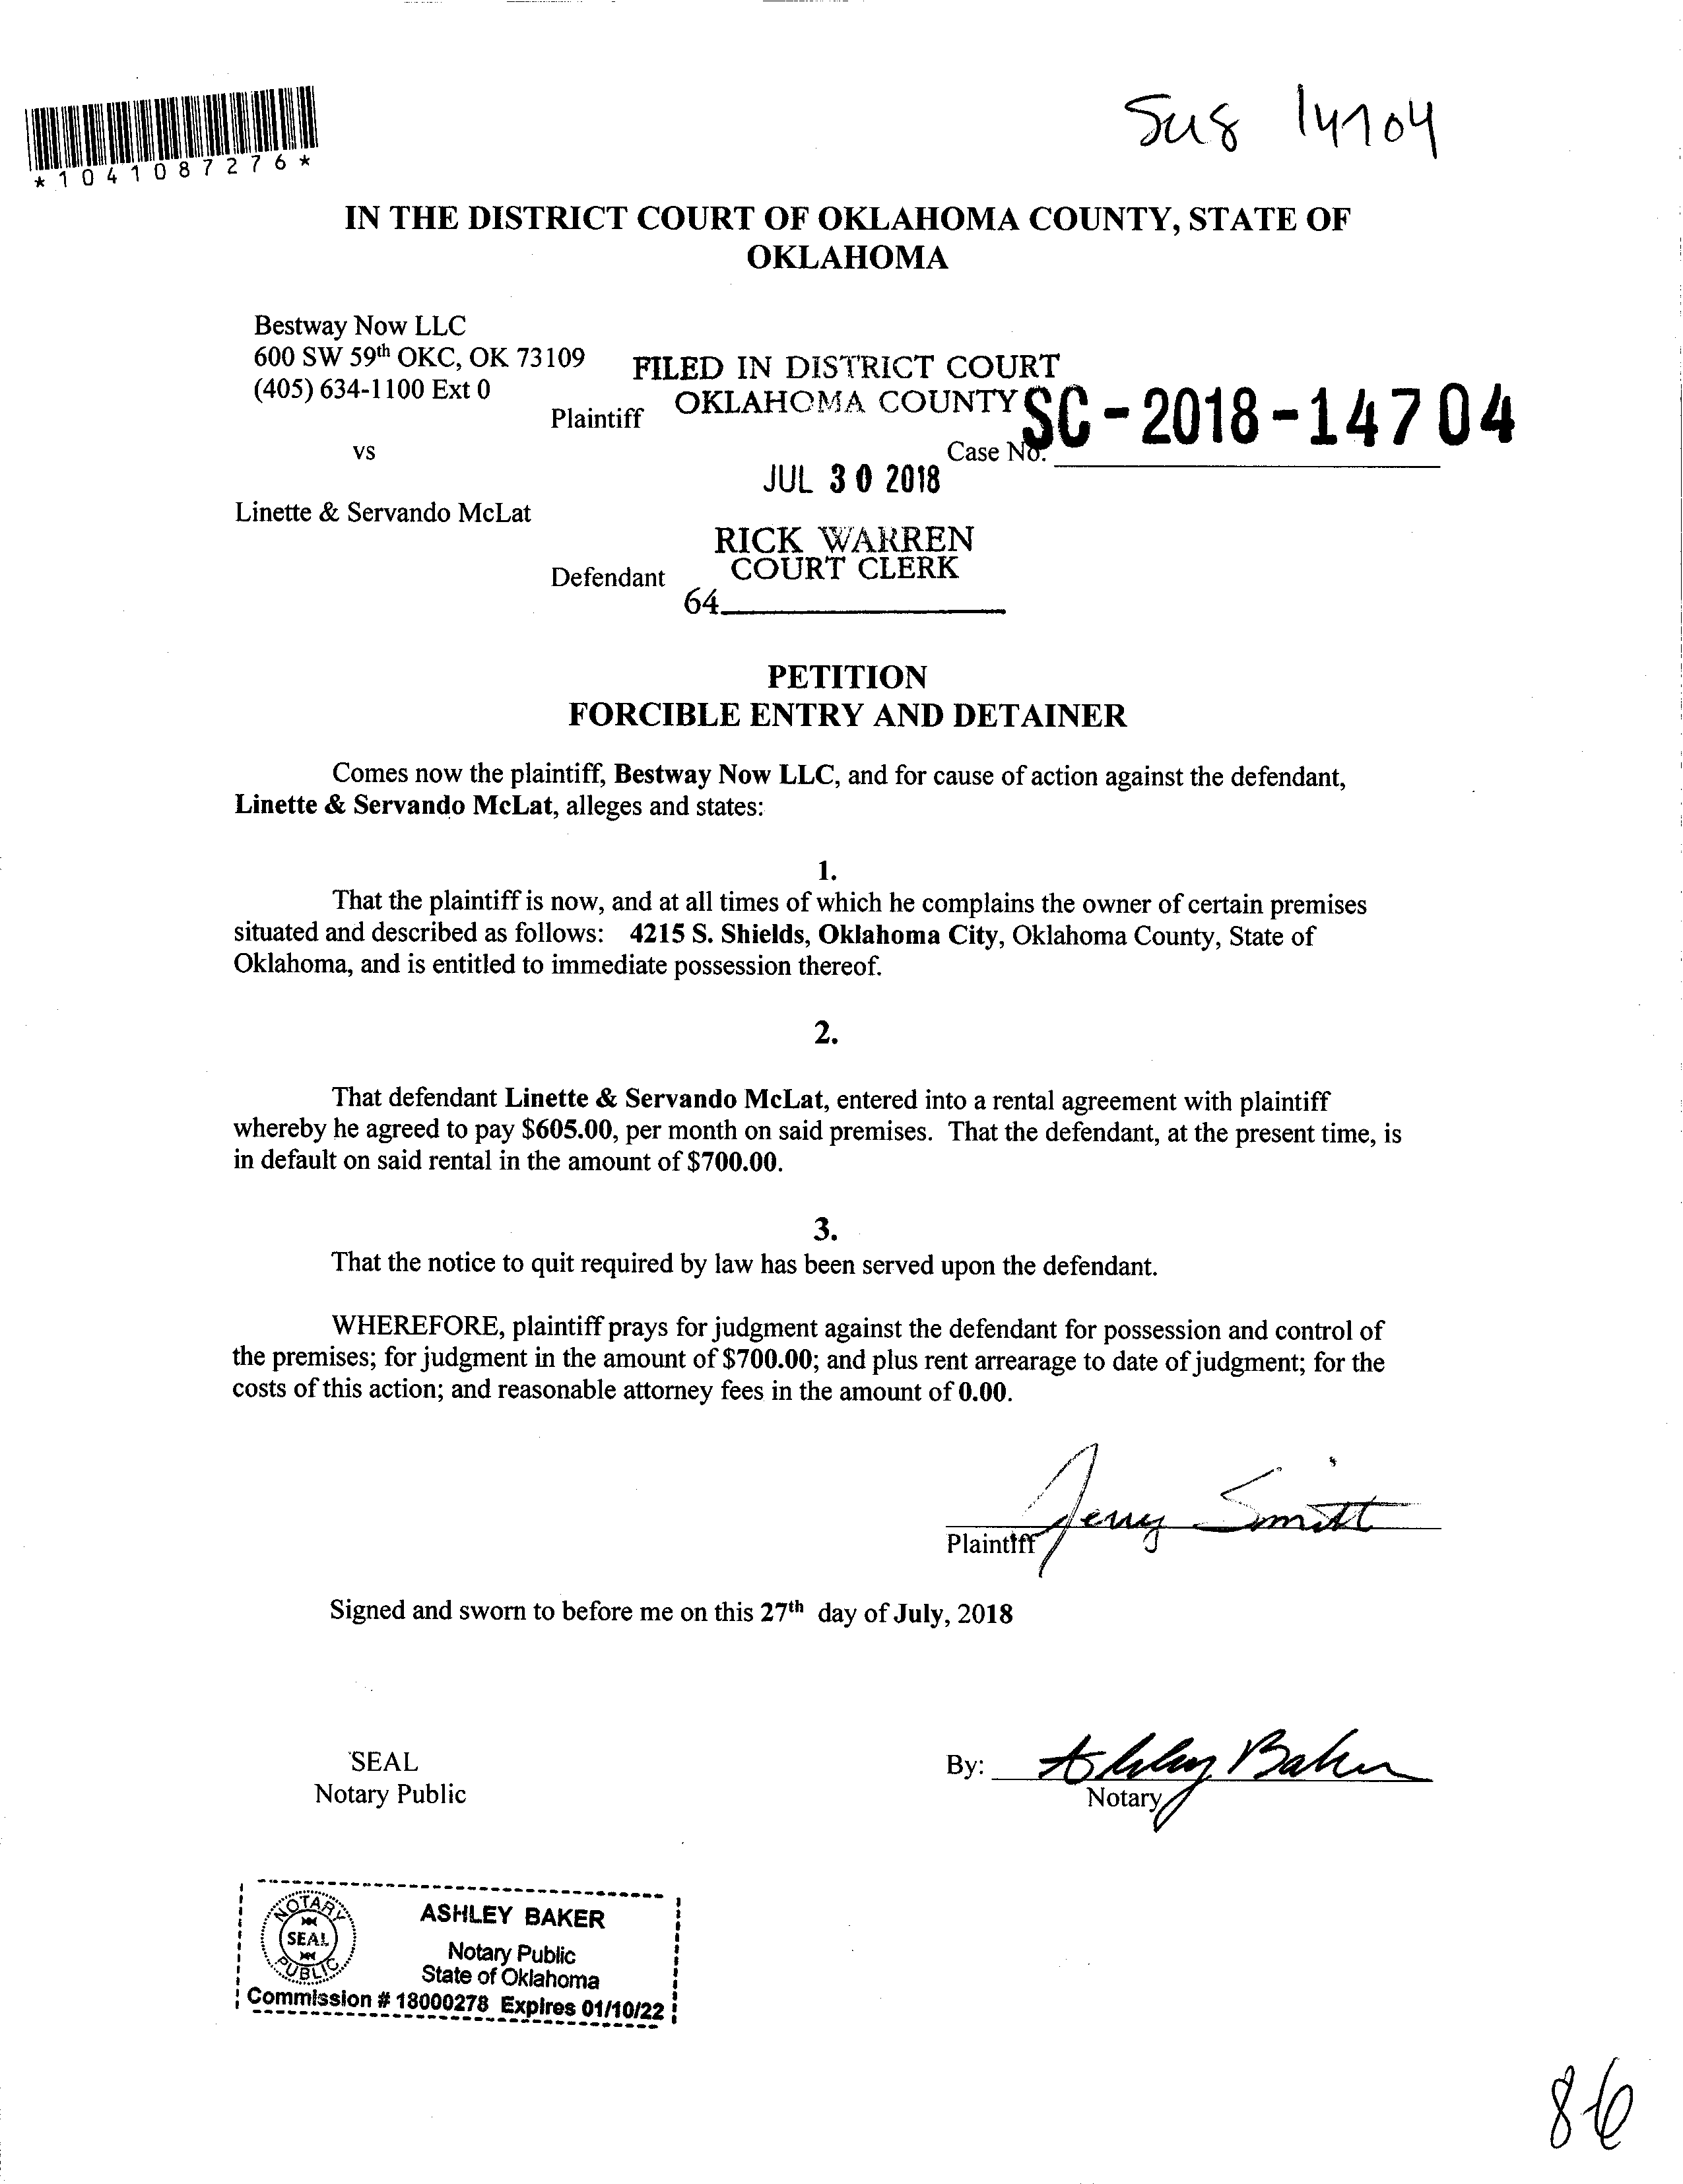 Su8 14704
*1041087276*
IN THE DISTRICT COURT OF OKLAHOMA COUNTY, STATE OF
OKLAHOMA
Bestway Now LLC
600 SW 59th OKC, OK 73109
(405) 634-1100 Ext 0
Plaintiff
FILED IN DISTRICT COURT
OKLAHOMA COUNTY
SC-2018-14704
Case No.
vs
JUL 30 2018
Linette & Servando McLat
RICK WARREN
COURT CLERK
Defendant
64
PETITION
FORCIBLE ENTRY AND DETAINER
Comes now the plaintiff, Bestway Now LLC, and for cause of action against the defendant,
Linette & Servando McLat, alleges and states:
1.
That the plaintiff is now, and at all times of which he complains the owner of certain premises
situated and described as follows: 4215 S. Shields, Oklahoma City, Oklahoma County, State of
Oklahoma, and is entitled to immediate possession thereof.
2.
That defendant Linette & Servando McLat, entered into a rental agreement with plaintiff
whereby he agreed to pay $605.00, per month on said premises. That the defendant, at the present time, is
in default on said rental in the amount of $700.00.
3.
That the notice to quit required by law has been served upon the defendant.
WHEREFORE, plaintiff prays for judgment against the defendant for possession and control of
the premises; for judgment in the amount of $700.00; and plus rent arrearage to date of judgment; for the
costs of this action; and reasonable attorney fees in the amount of 0.00.
Jerry Smith
Plaintiff
Signed and sworn to before me on this 27th day of July, 2018
SEAL
Notary Public
By: Ashley Baker
Notary
NOTARY
SEAL
PUBLIC
ASHLEY BAKER
Notary Public
State of Oklahoma
Commission # 18000278 Expires 01/10/22
86